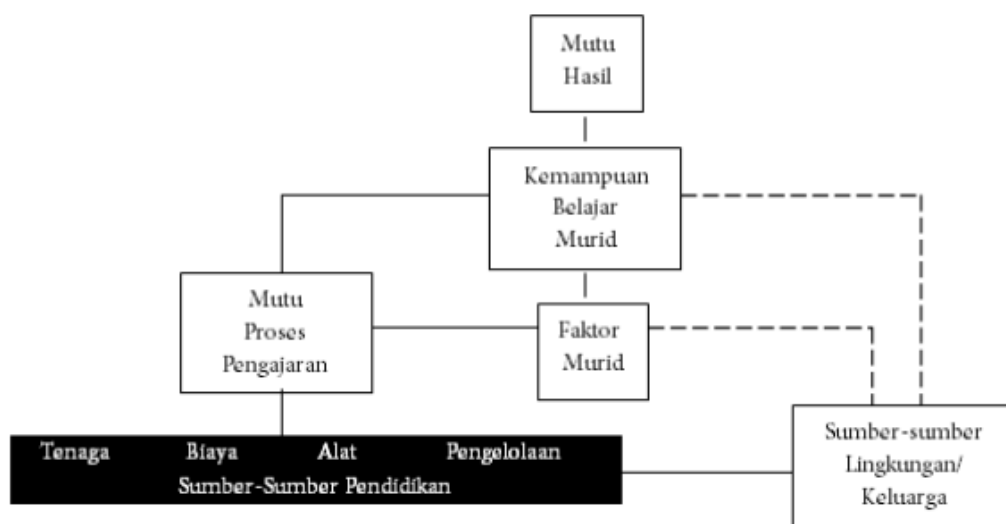 Mutu
Hasil
Kemampuan
Belajar
Murid
Mutu
Proses
Pengajaran
Faktor
Murid
Tenaga Biaya Alat Pengelolaan
Sumber-Sumber Pendidikan
Sumber-sumber
Lingkungan/
Keluarga